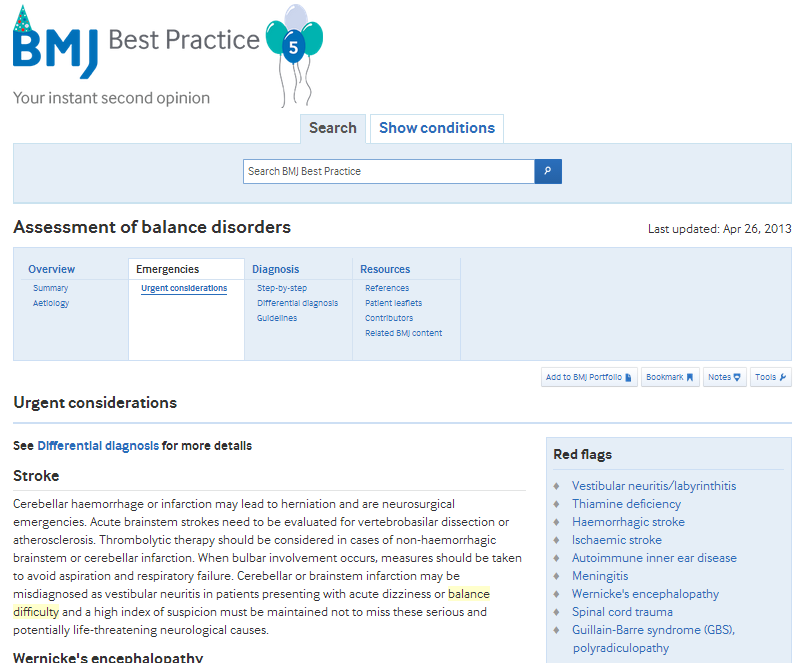 BMJ Best Practice 5
Your instant second opinion
Search Show conditions
Search BMJ Best Practice
Assessment of balance disorders Last updated: Apr 26, 2013
Overview Emergencies Diagnosis Resources
Summary Urgent considerations Step-by-step References
Aetiology Differential diagnosis Patient leaflets
Guidelines Contributors
Related BMJ content
Add to BMJ Portfolio Bookmark Notes Tools
Urgent considerations
See Differential diagnosis for more details
Stroke
Cerebellar haemorrhage or infarction may lead to herniation and are neurosurgical
emergencies. Acute brainstem strokes need to be evaluated for vertebrobasilar dissection or
atherosclerosis. Thrombolytic therapy should be considered in cases of non-haemorrhagic
brainstem or cerebellar infarction. When bulbar involvement occurs, measures should be taken
to avoid aspiration and respiratory failure. Cerebellar or brainstem infarction may be
misdiagnosed as vestibular neuritis in patients presenting with acute dizziness or balance
difficulty and a high index of suspicion must be maintained not to miss these serious and
potentially life-threatening neurological causes.
Wernicke's encephalopathy
Red flags
Vestibular neuritis/labyrinthitis
Thiamine deficiency
Haemorrhagic stroke
Ischaemic stroke
Autoimmune inner ear disease
Meningitis
Wernicke's encephalopathy
Spinal cord trauma
Guillain-Barre syndrome (GBS),
polyradiculopathy